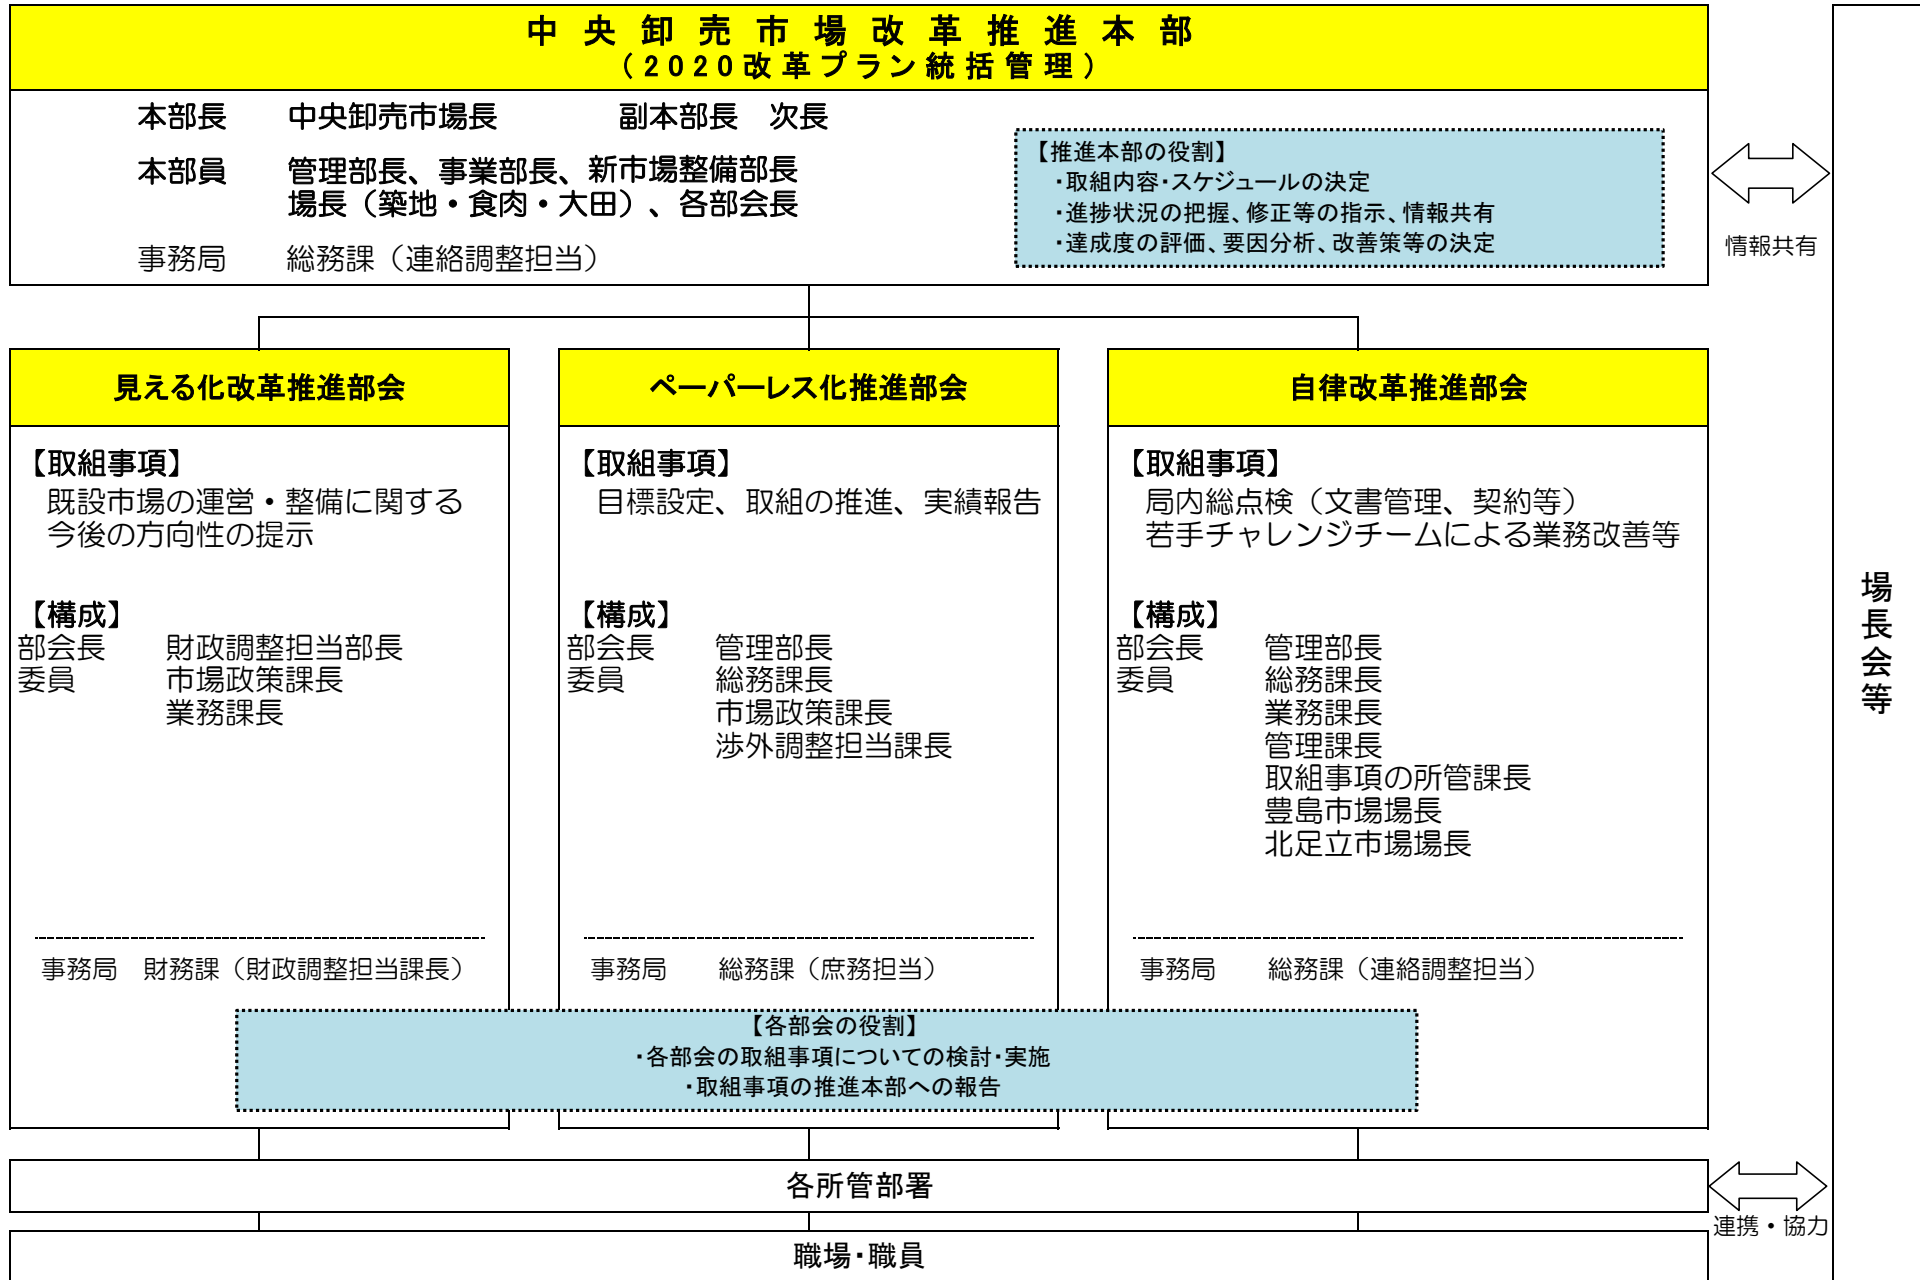 中央卸売市場改革推進本部
（2020改革プラン統括管理）
本部長　中央卸売市場長　副本部長　次長
本部員　管理部長、事業部長、新市場整備部長
場長（築地・食肉・大田）、各部会長
事務局　総務課（連絡調整担当）
【推進本部の役割】
・取組内容・スケジュールの決定
・進捗状況の把握、修正等の指示、情報共有
・達成度の評価、要因分析、改善策等の決定
情報共有
見える化改革推進部会
【取組事項】
既設市場の運営・整備に関する
今後の方向性の提示
【構成】
部会長　財政調整担当部長
委員　市場政策課長
業務課長
事務局　財務課（財政調整担当課長）
ペーパーレス化推進部会
【取組事項】
目標設定、取組の推進、実績報告
【構成】
部会長　管理部長
委員　総務課長
市場政策課長
渉外調整担当課長
事務局　総務課（庶務担当）
自律改革推進部会
【取組事項】
局内総点検（文書管理、契約等）
若手チャレンジチームによる業務改善等
【構成】
部会長　管理部長
委員　総務課長
業務課長
管理課長
取組事項の所管課長
豊島市場場長
北足立市場場長
事務局　総務課（連絡調整担当）
【各部会の役割】
・各部会の取組事項についての検討・実施
・取組事項の推進本部への報告
各所管部署
連携・協力
職場・職員
場長会等